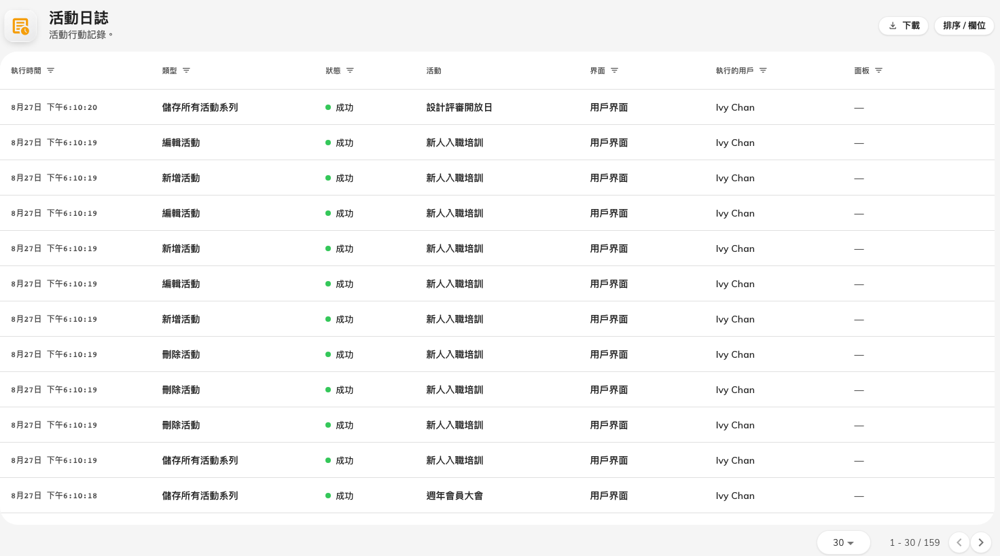 活動日誌
活動行動記錄。
下載
排序 / 欄位
執行時間 類型 狀態 活動 界面 執行的用戶 面板
8月27日 下午6:10:20 儲存所有活動系列 成功 設計評審開放日 用戶界面 Ivy Chan —
8月27日 下午6:10:19 編輯活動 成功 新人入職培訓 用戶界面 Ivy Chan —
8月27日 下午6:10:19 新增活動 成功 新人入職培訓 用戶界面 Ivy Chan —
8月27日 下午6:10:19 編輯活動 成功 新人入職培訓 用戶界面 Ivy Chan —
8月27日 下午6:10:19 新增活動 成功 新人入職培訓 用戶界面 Ivy Chan —
8月27日 下午6:10:19 編輯活動 成功 新人入職培訓 用戶界面 Ivy Chan —
8月27日 下午6:10:19 新增活動 成功 新人入職培訓 用戶界面 Ivy Chan —
8月27日 下午6:10:19 刪除活動 成功 新人入職培訓 用戶界面 Ivy Chan —
8月27日 下午6:10:19 刪除活動 成功 新人入職培訓 用戶界面 Ivy Chan —
8月27日 下午6:10:19 刪除活動 成功 新人入職培訓 用戶界面 Ivy Chan —
8月27日 下午6:10:19 儲存所有活動系列 成功 新人入職培訓 用戶界面 Ivy Chan —
8月27日 下午6:10:18 儲存所有活動系列 成功 週年會員大會 用戶界面 Ivy Chan —
30 1 - 30 / 159